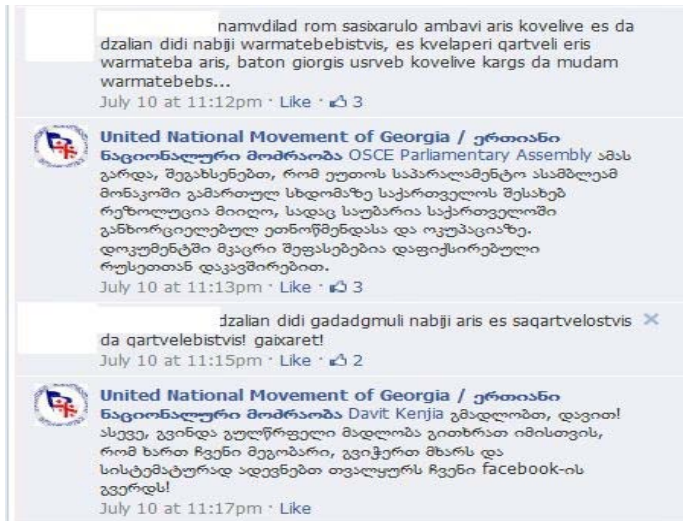 namvdilad rom sasixarulo ambavi aris kovelive es da
dzalian didi nabiji warmatebebistvis, es kvelaperi qartveli eris
warmateba aris, baton giorgis usrveb kovelive kargs da mudam
warmatebebs...
July 10 at 11:12pm · Like · 3
United National Movement of Georgia / ერთიანი
ნაციონალური მოძრაობა OSCE Parliamentary Assembly ამას
გარდა, შეგახსენებთ, რომ ეუთოს საპარალამენტო ასამბლეამ
მონაკოში გამართულ სხდომაზე საქართველოს შესახებ
რეზოლუცია მიიღო, სადაც საუბარია საქართველოში
განხორციელებულ ეთნოწმენდასა და ოკუპაციაზე.
დოკუმენტში მკაცრი შეფასებებია დაფიქსირებული
რუსეთთან დაკავშირებით.
July 10 at 11:13pm · Like · 3
dzalian didi gadadgmuli nabiji aris es saqartvelostvis
da qartvelebistvis! gaixaret!
July 10 at 11:15pm · Like · 2
United National Movement of Georgia / ერთიანი
ნაციონალური მოძრაობა Davit Kenjia გმადლობთ, დავით!
ასევე, გვინდა გულწრფელი მადლობა გითხრათ იმისთვის,
რომ ხართ ჩვენი მეგობარი, გვიჭერთ მხარს და
სისტემატურად ადევნებთ თვალყურს ჩვენი facebook-ის
გვერდს!
July 10 at 11:17pm · Like